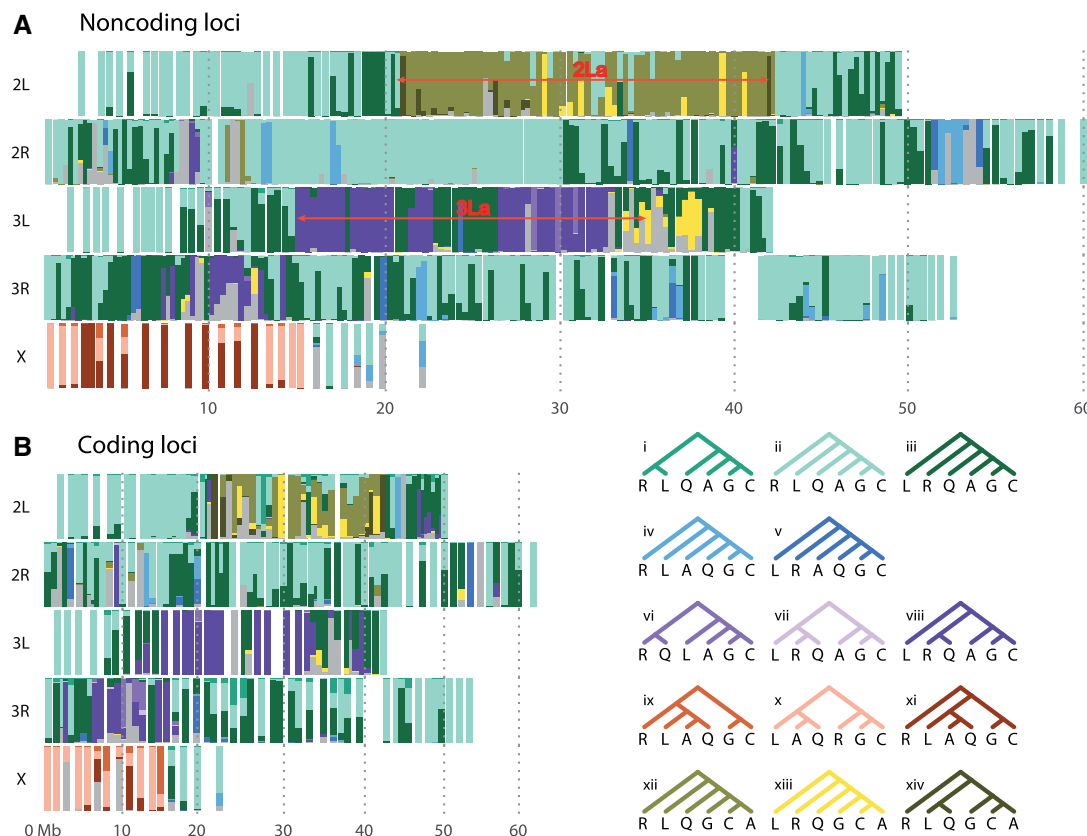 A Noncoding loci
2L
2La
2R
3L
3La
3R
X
10 20 30 40 50 60
B Coding loci
2L
2R
3L
3R
X
0 Mb 10 20 30 40 50 60
i ii iii
R L Q A G C R L Q A G C L R Q A G C
iv v
R L A Q G C L R A Q G C
vi vii viii
R Q L A G C L R Q A G C L R Q A G C
ix x xi
R L A Q G C L A Q R G C R L A Q G C
xii xiii xiv
R L Q G C A L R Q G C A R L Q G C A